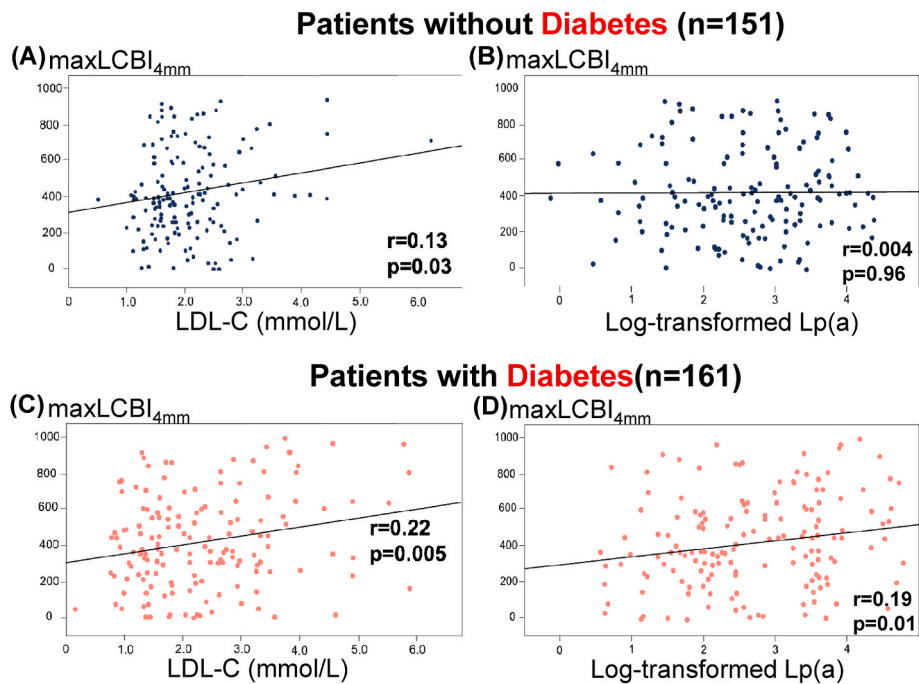 Patients without Diabetes (n=151)
(A) maxLCBI4mm
1000
800
600
400
200
0
r=0.13
p=0.03
0 1.0 2.0 3.0 4.0 5.0 6.0
LDL-C (mmol/L)
(B) maxLCBI4mm
1000
800
600
400
200
0
r=0.004
p=0.96
0 1 2 3 4
Log-transformed Lp(a)
Patients with Diabetes(n=161)
(C) maxLCBI4mm
1000
800
600
400
200
0
r=0.22
p=0.005
0 1.0 2.0 3.0 4.0 5.0 6.0
LDL-C (mmol/L)
(D) maxLCBI4mm
1000
800
600
400
200
0
r=0.19
p=0.01
0 1 2 3 4
Log-transformed Lp(a)